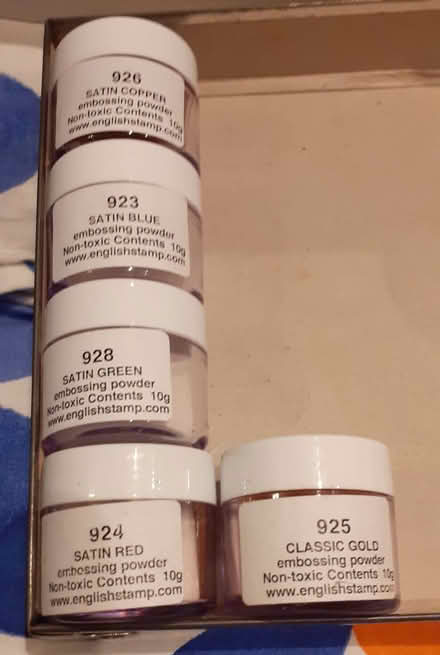 926
SATIN COPPER
embossing powder
Non-toxic Contents 10g
www.englishstamp.com
923
SATIN BLUE
embossing powder
Non-toxic Contents 10g
www.englishstamp.com
928
SATIN GREEN
embossing powder
Non-toxic Contents 10g
www.englishstamp.com
924
SATIN RED
embossing powder
Non-toxic Contents 10g
www.englishstamp.com
925
CLASSIC GOLD
embossing powder
Non-toxic Contents 10g
www.englishstamp.com